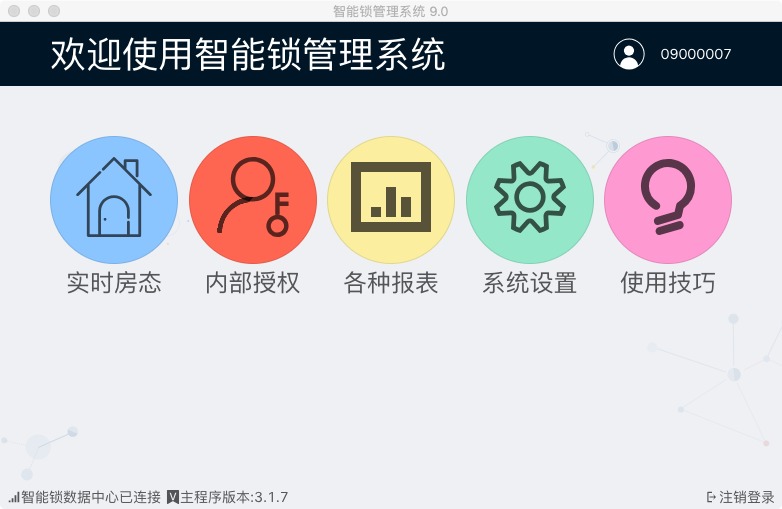 智能锁管理系统 9.0
欢迎使用智能锁管理系统
09000007
实时房态 内部授权 各种报表 系统设置 使用技巧
智能锁数据中心已连接 V 主程序版本:3.1.7 注销登录